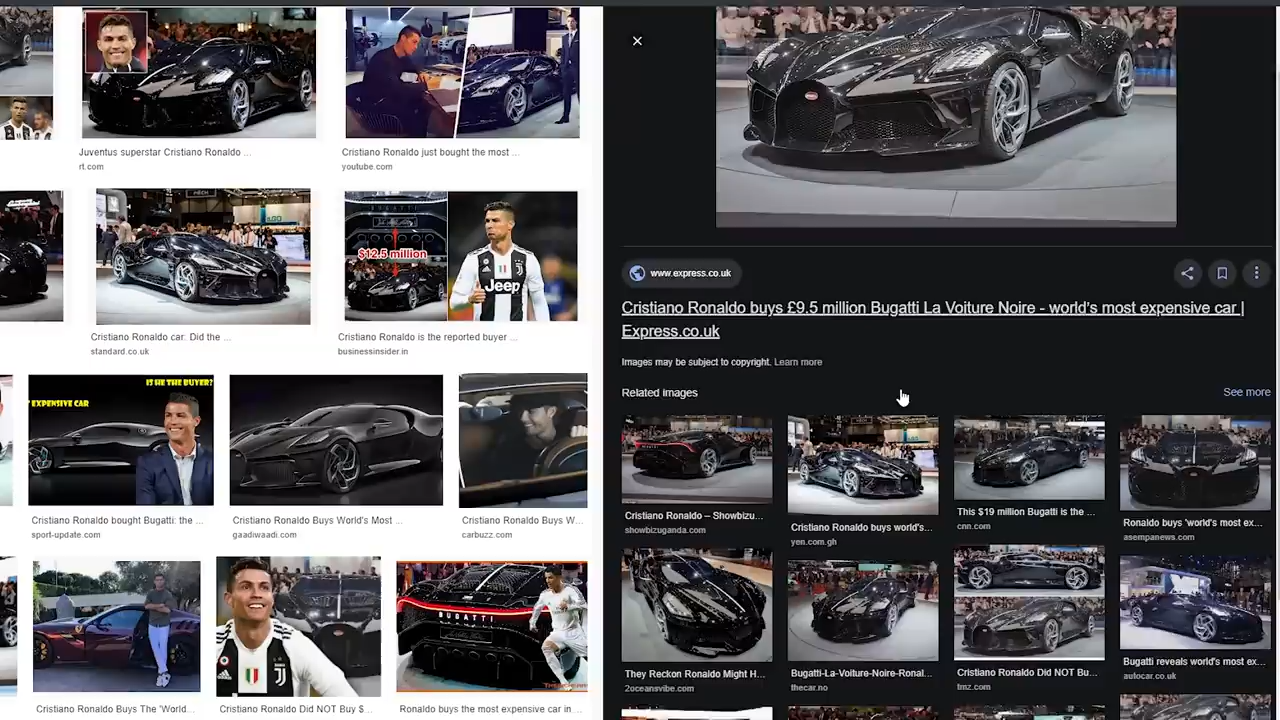 Juventus superstar Cristiano Ronaldo ...
rt.com
Cristiano Ronaldo just bought the most ...
youtube.com
$12.5 million
Jeep
Cristiano Ronaldo car: Did the ...
standard.co.uk
Cristiano Ronaldo is the reported buyer ...
businessinsider.in
IS HE THE BUYER?
EXPENSIVE CAR
Cristiano Ronaldo bought Bugatti: the ...
sport-update.com
Cristiano Ronaldo Buys World's Most ...
gaadiwaadi.com
Cristiano Ronaldo Buys W...
carbuzz.com
BUGATTI
Cristiano Ronaldo Buys The 'World...
Cristiano Ronaldo Did NOT Buy $...
Ronaldo buys the most expensive car in ...
www.express.co.uk
Cristiano Ronaldo buys £9.5 million Bugatti La Voiture Noire - world's most expensive car |
Express.co.uk
Images may be subject to copyright. Learn more
Related images
See more
Cristiano Ronaldo – Showbizu...
showbizuganda.com
Cristiano Ronaldo buys world's...
yen.com.gh
This $19 million Bugatti is the ...
cnn.com
Ronaldo buys 'world's most ex...
asempanews.com
They Reckon Ronaldo Might H...
2oceansvibe.com
Bugatti-La-Voiture-Noire-Ronal...
thecar.no
Cristiano Ronaldo Did NOT Bu...
tmz.com
Bugatti reveals world's most ex...
autocar.co.uk